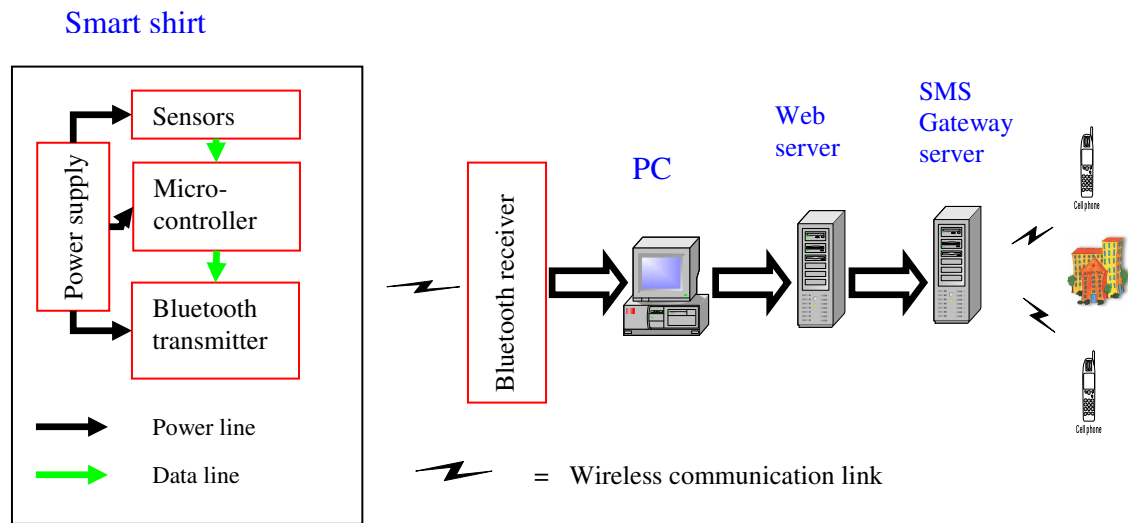 Smart shirt
Sensors
Power supply
Micro-
controller
Bluetooth
transmitter
Power line
Data line
Bluetooth receiver
PC
Web
server
SMS
Gateway
server
Cell phone
HOSPITAL
Cell phone
= Wireless communication link